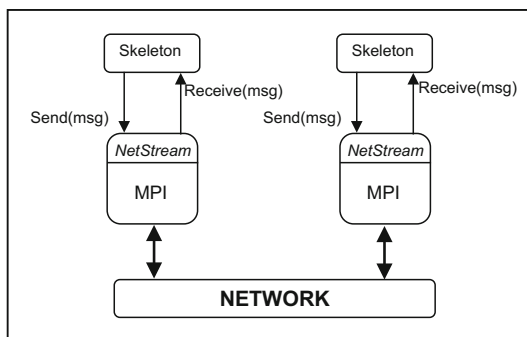 Skeleton
Skeleton
Receive(msg)
Receive(msg)
Send(msg)
Send(msg)
NetStream
NetStream
MPI
MPI
NETWORK